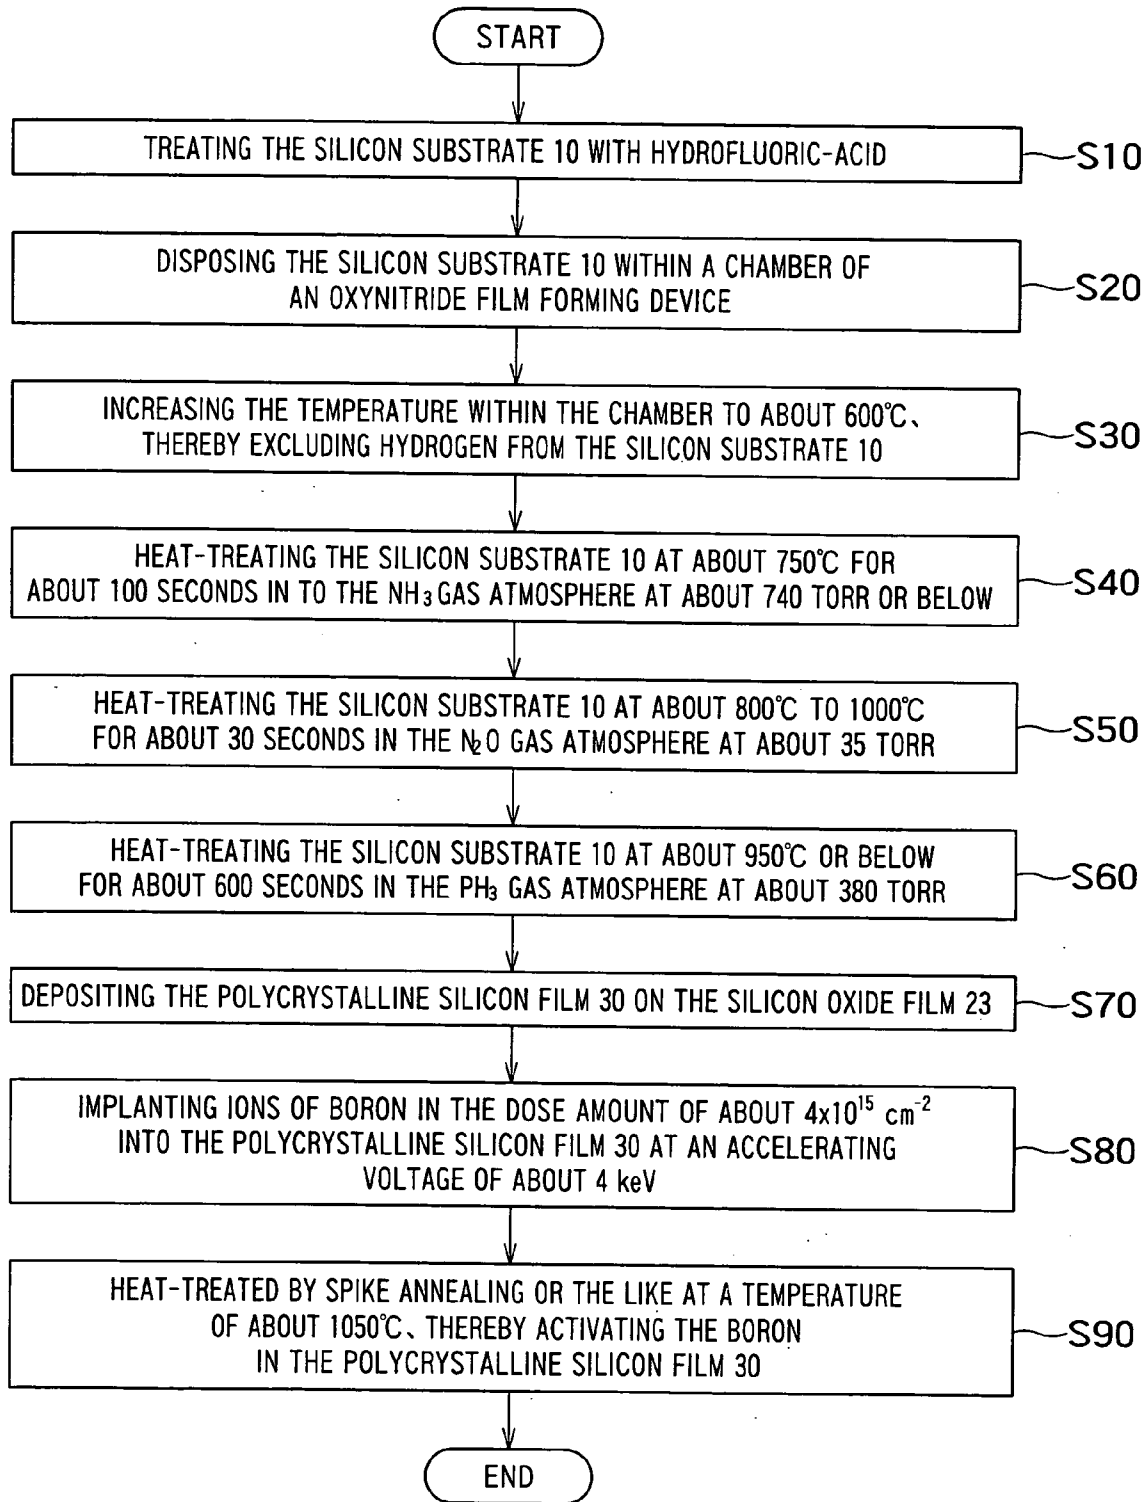 START
TREATING THE SILICON SUBSTRATE 10 WITH HYDROFLUORIC-ACID
S10
DISPOSING THE SILICON SUBSTRATE 10 WITHIN A CHAMBER OF
AN OXYNITRIDE FILM FORMING DEVICE
S20
INCREASING THE TEMPERATURE WITHIN THE CHAMBER TO ABOUT 600℃、
THEREBY EXCLUDING HYDROGEN FROM THE SILICON SUBSTRATE 10
S30
HEAT-TREATING THE SILICON SUBSTRATE 10 AT ABOUT 750℃ FOR
ABOUT 100 SECONDS IN TO THE NH₃ GAS ATMOSPHERE AT ABOUT 740 TORR OR BELOW
S40
HEAT-TREATING THE SILICON SUBSTRATE 10 AT ABOUT 800℃ TO 1000℃
FOR ABOUT 30 SECONDS IN THE N₂O GAS ATMOSPHERE AT ABOUT 35 TORR
S50
HEAT-TREATING THE SILICON SUBSTRATE 10 AT ABOUT 950℃ OR BELOW
FOR ABOUT 600 SECONDS IN THE PH₃ GAS ATMOSPHERE AT ABOUT 380 TORR
S60
DEPOSITING THE POLYCRYSTALLINE SILICON FILM 30 ON THE SILICON OXIDE FILM 23
S70
IMPLANTING IONS OF BORON IN THE DOSE AMOUNT OF ABOUT 4x10¹⁵ cm⁻²
INTO THE POLYCRYSTALLINE SILICON FILM 30 AT AN ACCELERATING
VOLTAGE OF ABOUT 4 keV
S80
HEAT-TREATED BY SPIKE ANNEALING OR THE LIKE AT A TEMPERATURE
OF ABOUT 1050℃、THEREBY ACTIVATING THE BORON
IN THE POLYCRYSTALLINE SILICON FILM 30
S90
END